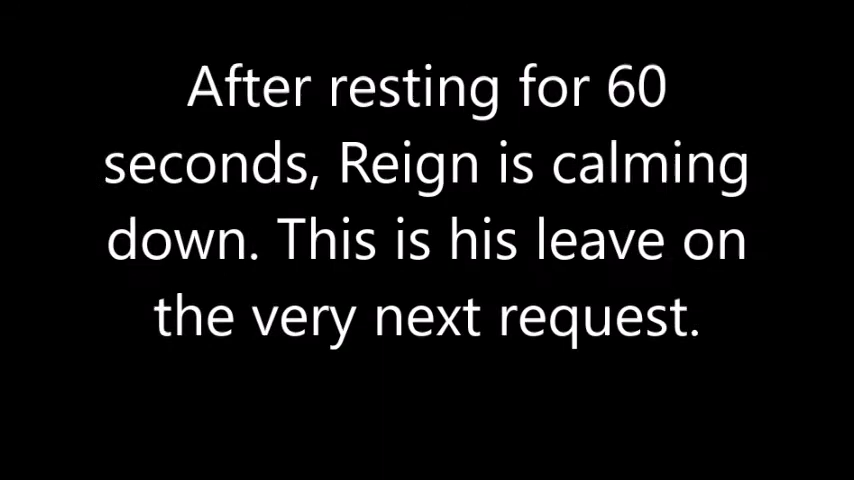 After resting for 60
seconds, Reign is calming
down. This is his leave on
the very next request.